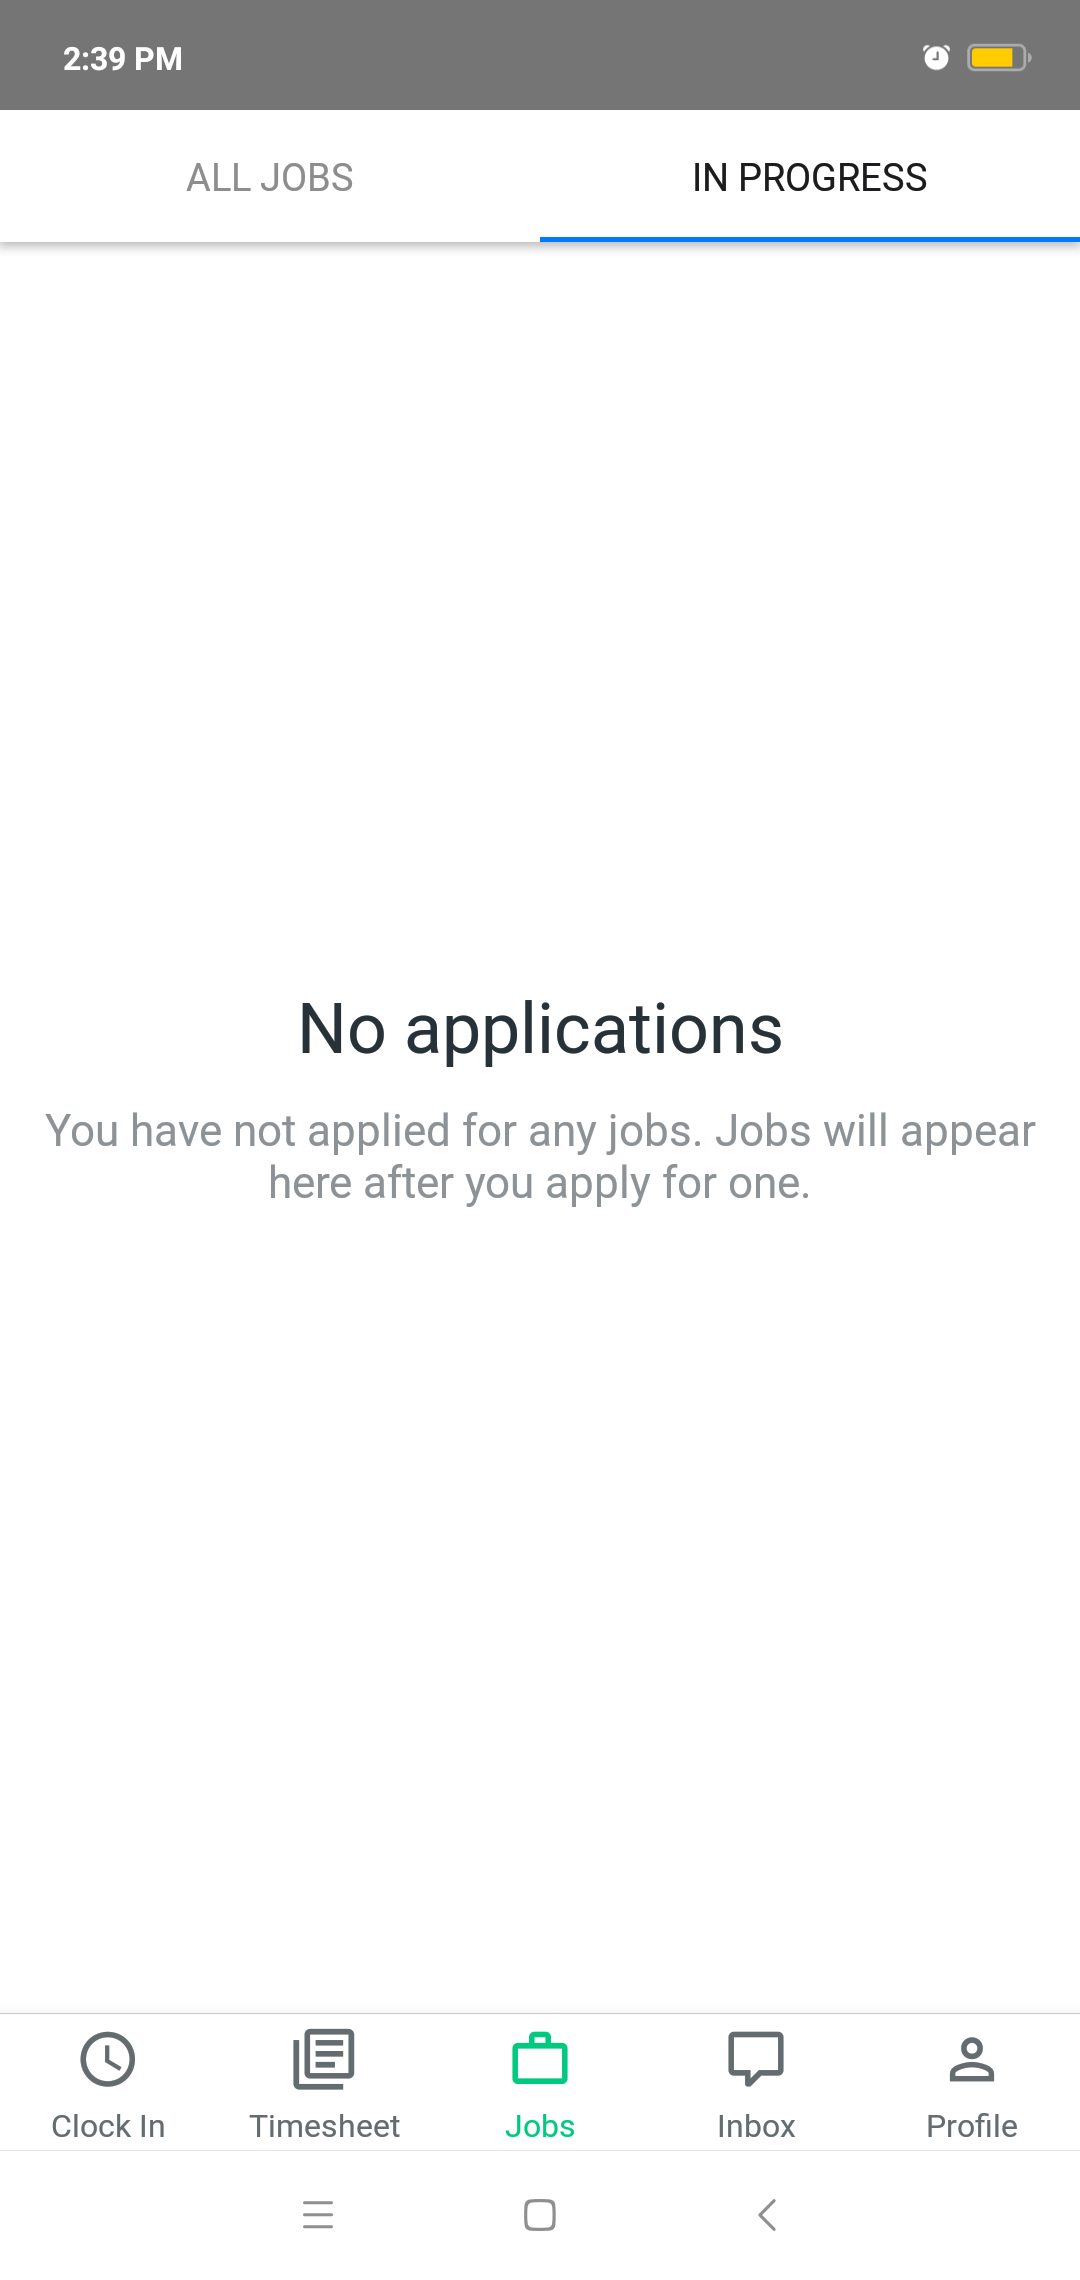 2:39 PM
ALL JOBS
IN PROGRESS
No applications
You have not applied for any jobs. Jobs will appear
here after you apply for one.
Clock In
Timesheet
Jobs
Inbox
Profile